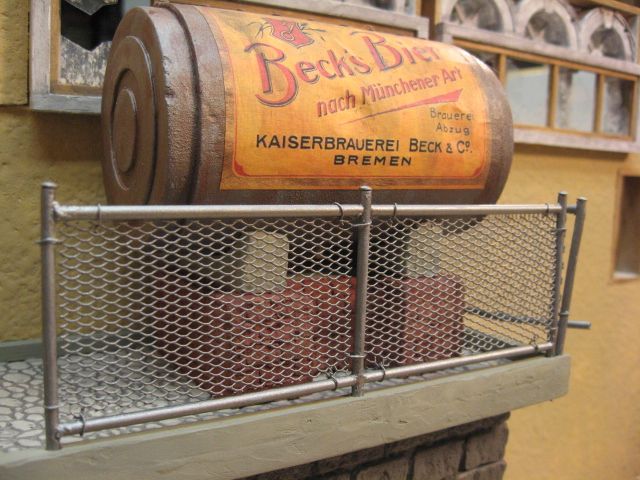 Beck's Bier
nach Münchener Art
Brauerei
Abzug
KAISERBRAUEREI BECK & Co.
BREMEN